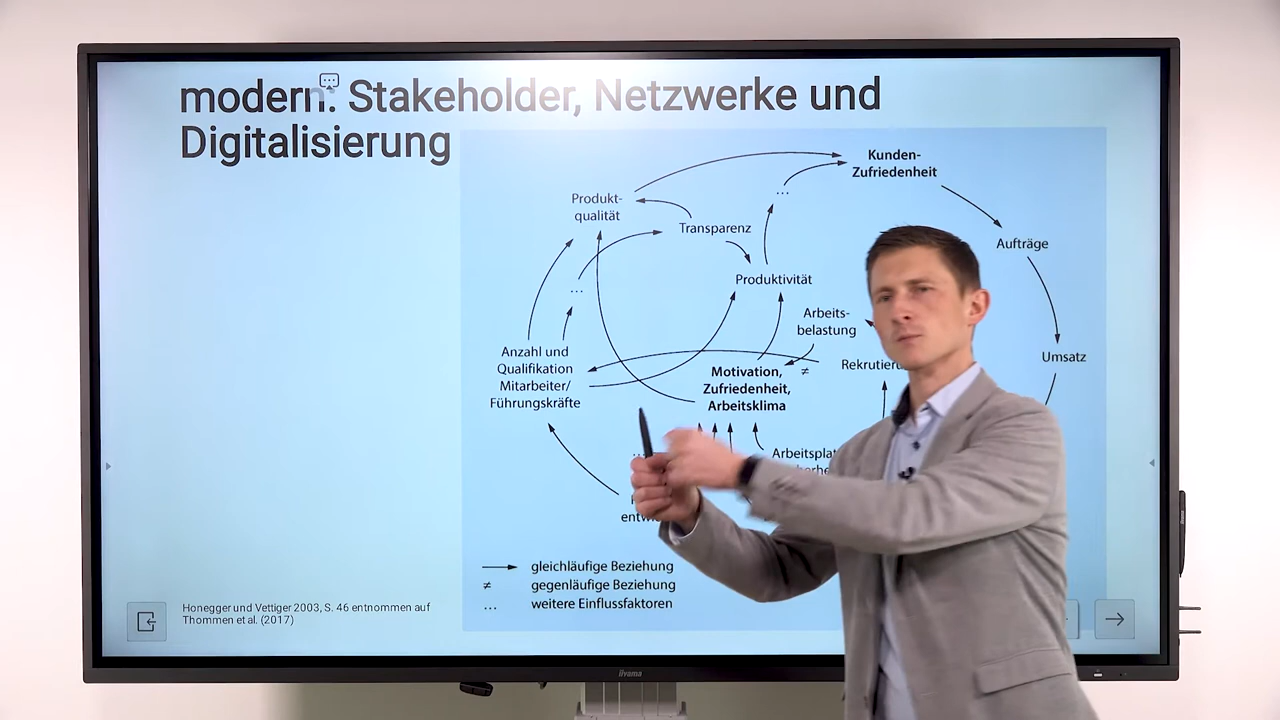 modern: Stakeholder, Netzwerke und
Digitalisierung
Kunden-
Zufriedenheit
Produkt-
qualität
...
Transparenz
Aufträge
Produktivität
...
Arbeits-
belastung
Anzahl und
Qualifikation
Mitarbeiter/
Führungskräfte
Umsatz
≠
Motivation,
Zufriedenheit,
Arbeitsklima
gleichläufige Beziehung
≠ gegenläufige Beziehung
... weitere Einflussfaktoren
Honegger und Vettiger 2003, S. 46 entnommen auf
Thommen et al. (2017)
iiyama